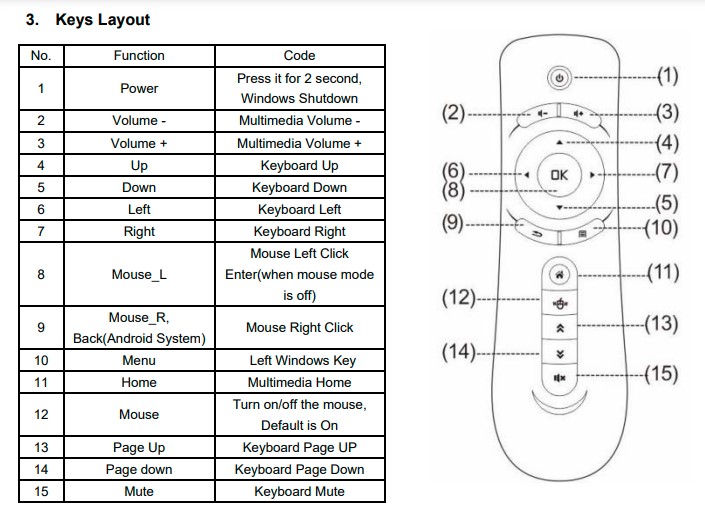 3. Keys Layout
No. Function Code
1 Power Press it for 2 second,
Windows Shutdown
2 Volume - Multimedia Volume -
3 Volume + Multimedia Volume +
4 Up Keyboard Up
5 Down Keyboard Down
6 Left Keyboard Left
7 Right Keyboard Right
8 Mouse_L Mouse Left Click
Enter(when mouse mode
is off)
9 Mouse_R,
Back(Android System) Mouse Right Click
10 Menu Left Windows Key
11 Home Multimedia Home
12 Mouse Turn on/off the mouse,
Default is On
13 Page Up Keyboard Page UP
14 Page down Keyboard Page Down
15 Mute Keyboard Mute
(1)
(2) (3)
(4)
(6) OK (7)
(8)
(5)
(9) (10)
(11)
(12)
(13)
(14)
(15)